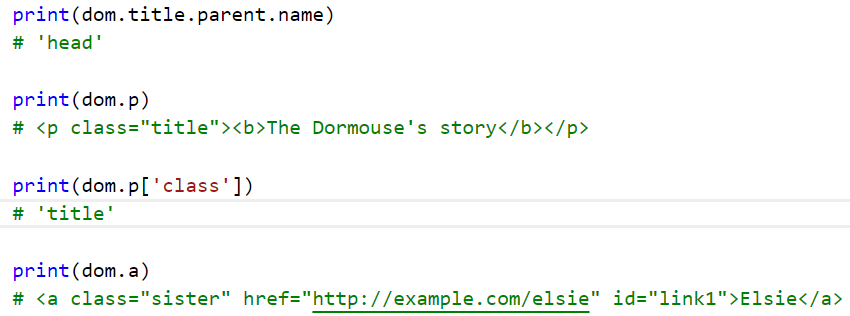 print(dom.title.parent.name)
# 'head'
print(dom.p)
# <p class="title"><b>The Dormouse's story</b></p>
print(dom.p['class'])
# 'title'
print(dom.a)
# <a class="sister" href="http://example.com/elsie" id="link1">Elsie</a>